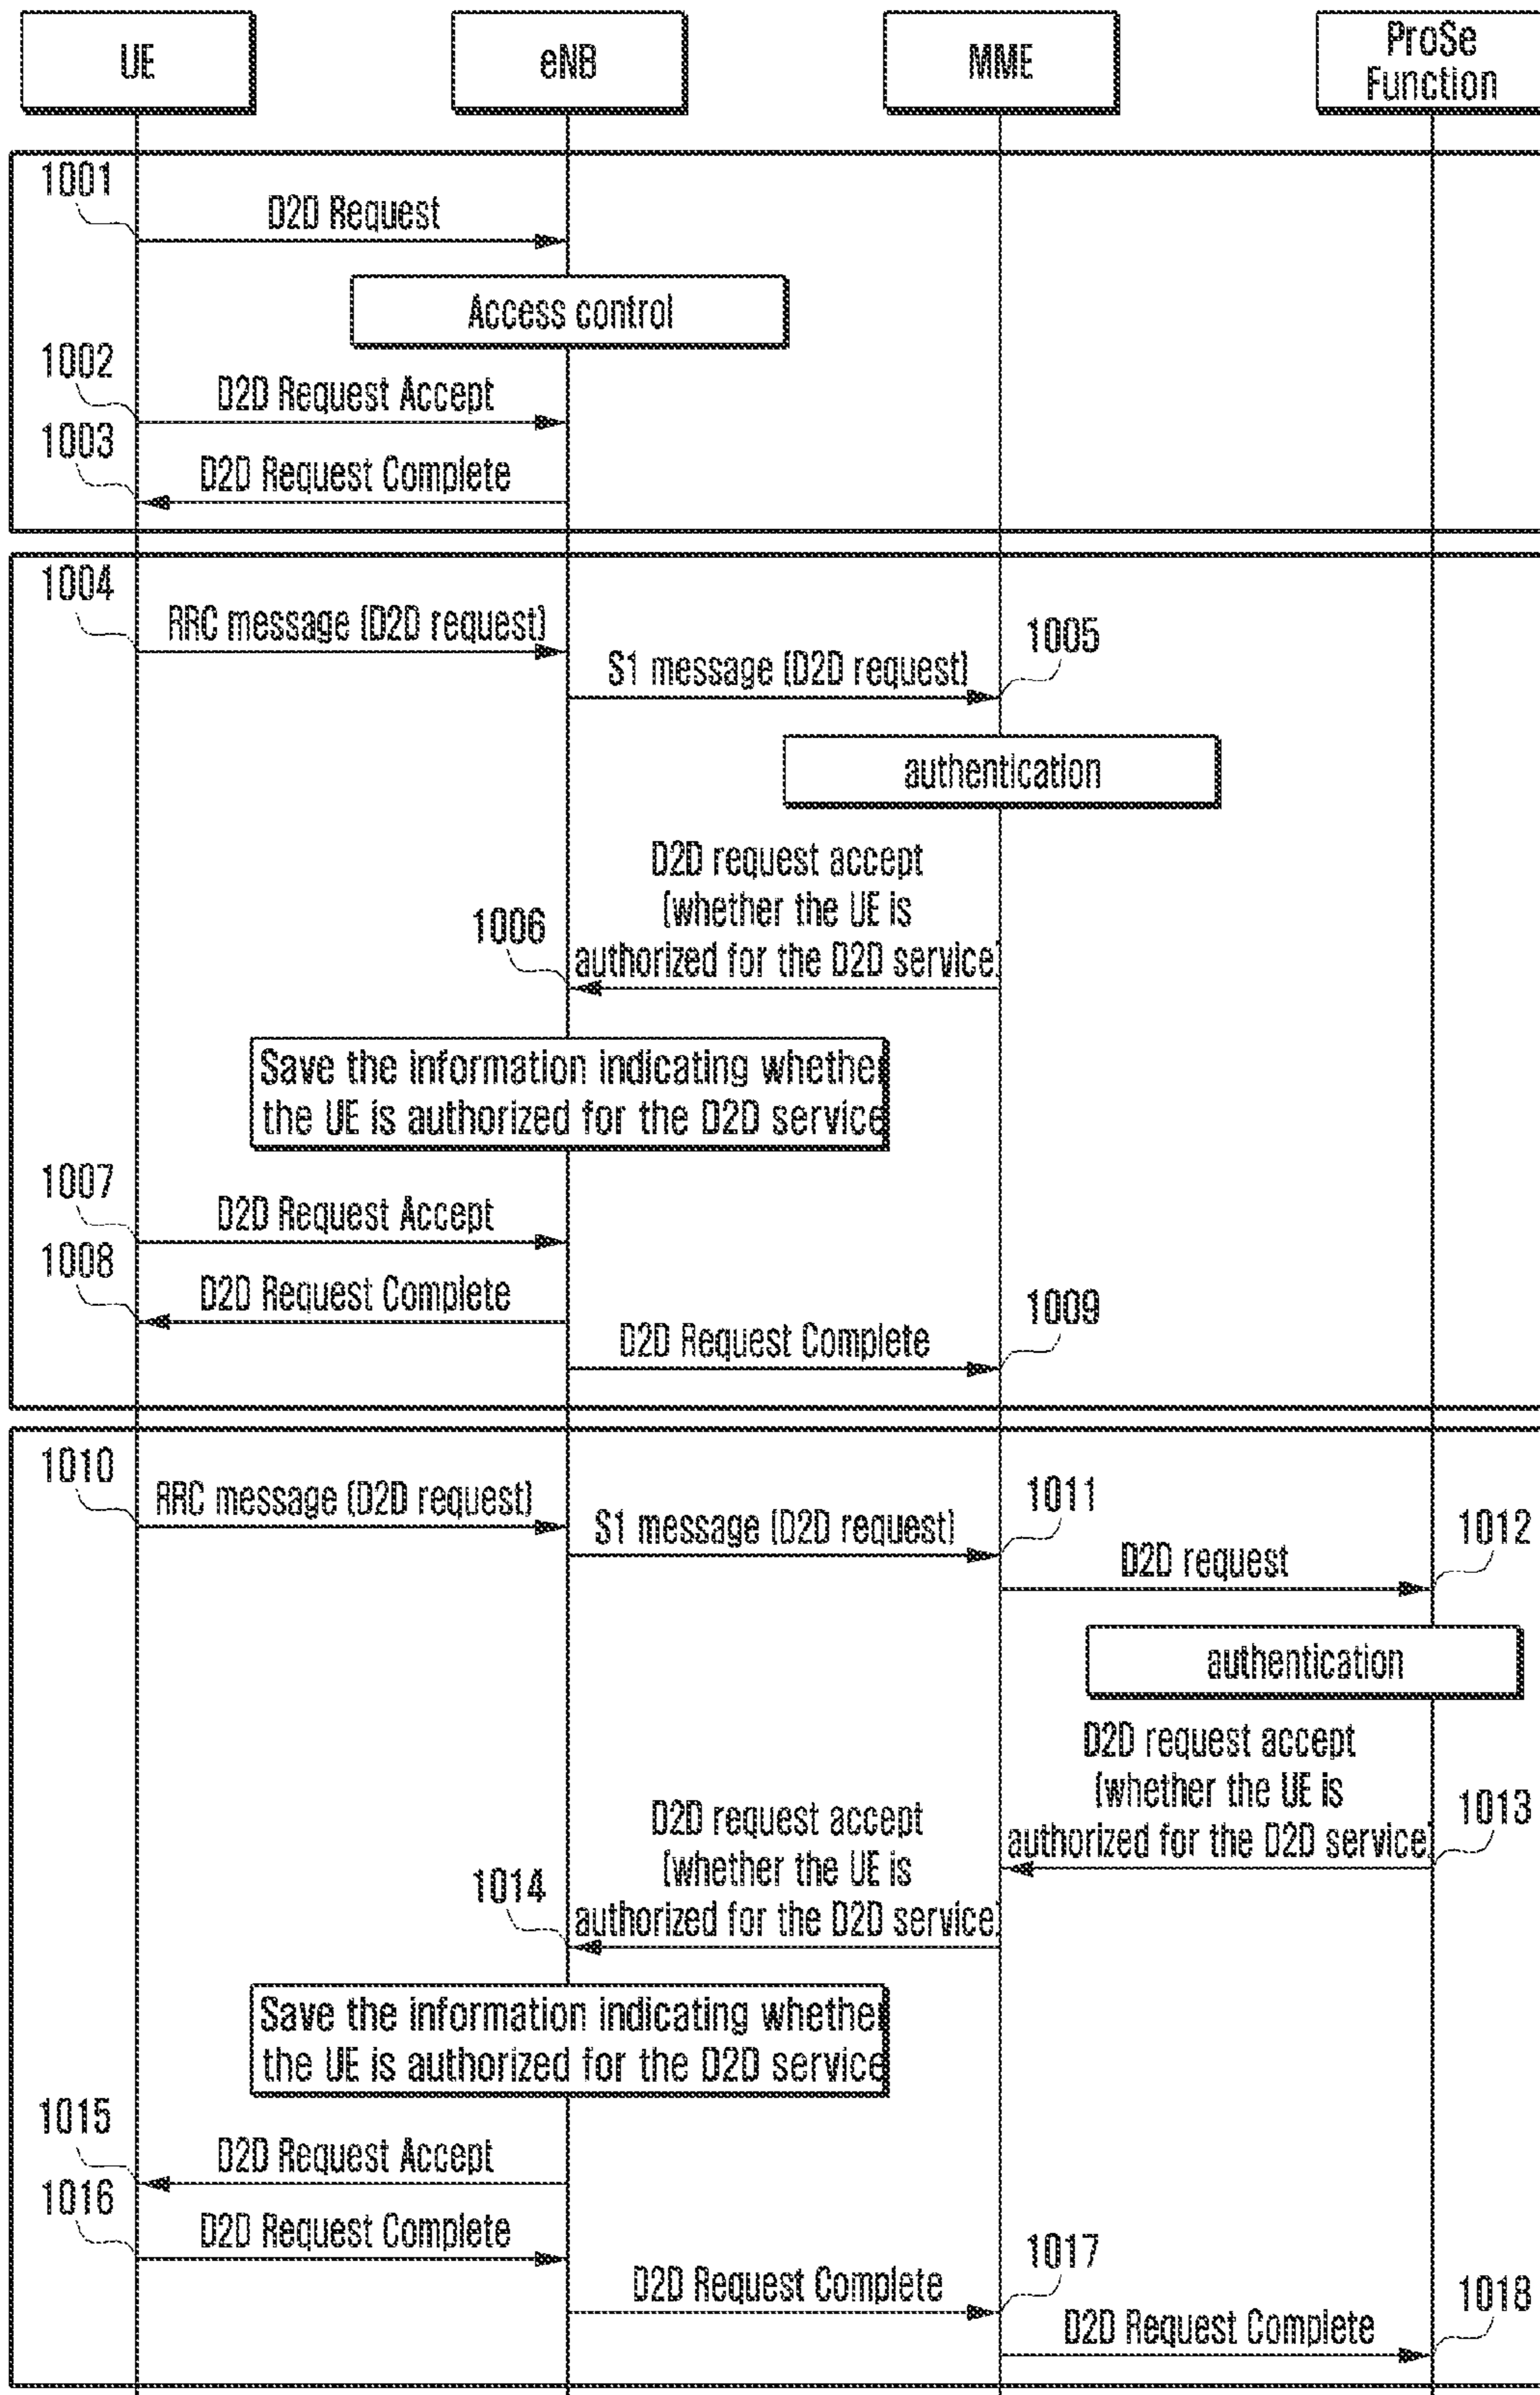 UE
eNB
MME
ProSe
Function
1001
D2D Request
Access control
1002
D2D Request Accept
1003
D2D Request Complete
1004
RRC message (D2D request)
1005
S1 message (D2D request)
authentication
D2D request accept
(whether the UE is
authorized for the D2D service)
1006
Save the information indicating whether
the UE is authorized for the D2D service
1007
D2D Request Accept
1008
D2D Request Complete
1009
D2D Request Complete
1010
RRC message (D2D request)
1011
S1 message (D2D request)
1012
D2D request
authentication
D2D request accept
(whether the UE is
authorized for the D2D service)
1013
D2D request accept
(whether the UE is
authorized for the D2D service)
1014
Save the information indicating whether
the UE is authorized for the D2D service
1015
D2D Request Accept
1016
D2D Request Complete
1017
D2D Request Complete
1018
D2D Request Complete